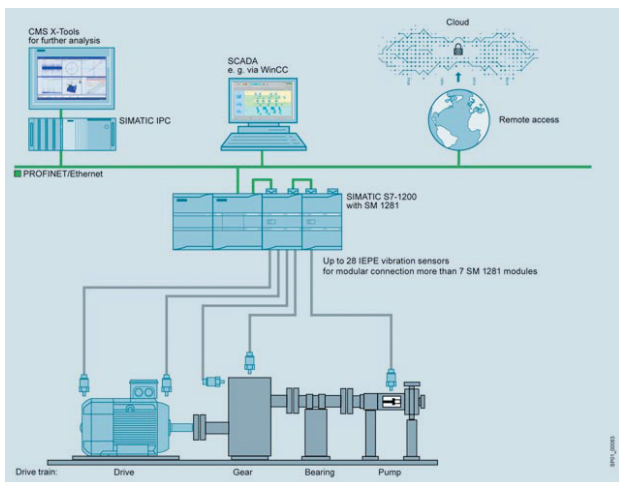 CMS X-Tools
for further analysis
SIMATIC IPC
SCADA
e. g. via WinCC
Cloud
Remote access
PROFINET/Ethernet
SIMATIC S7-1200
with SM 1281
Up to 28 IEPE vibration sensors
for modular connection more than 7 SM 1281 modules
Drive train:
Drive
Gear
Bearing
Pump